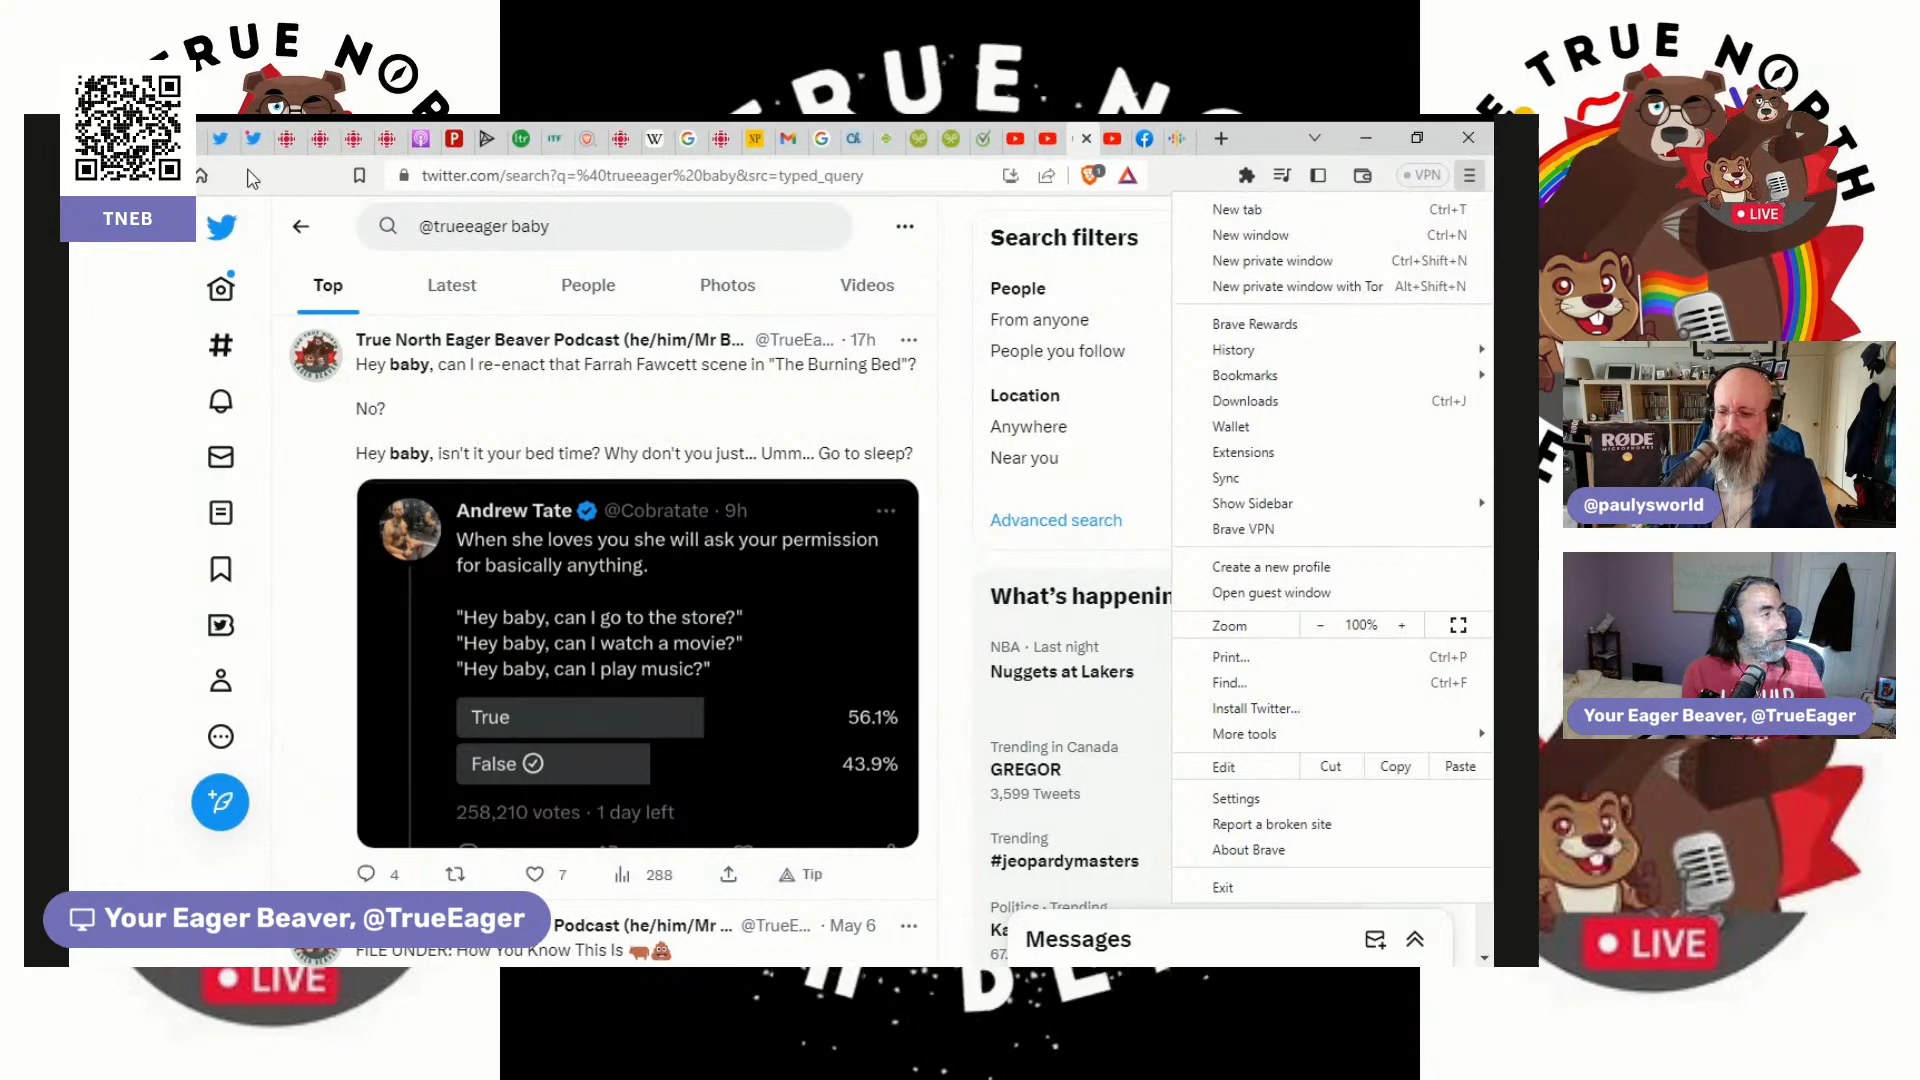 TRUE NOR
TRUE NO
TRUE NORTH
TNEB
LIVE
twitter.com/search?q=%40trueeager%20baby&src=typed_query
VPN
@trueeager baby
Top
Latest
People
Photos
Videos
True North Eager Beaver Podcast (he/him/Mr B... @TrueEa... · 17h
Hey baby, can I re-enact that Farrah Fawcett scene in "The Burning Bed"?
No?
Hey baby, isn't it your bed time? Why don't you just... Umm... Go to sleep?
Andrew Tate @Cobratate · 9h
When she loves you she will ask your permission
for basically anything.
"Hey baby, can I go to the store?"
"Hey baby, can I watch a movie?"
"Hey baby, can I play music?"
True 56.1%
False 43.9%
258,210 votes · 1 day left
4 7 288 Tip
Podcast (he/him/Mr ... @TrueE... · May 6
FILE UNDER: How You Know This Is
Your Eager Beaver, @TrueEager
Search filters
People
From anyone
People you follow
Location
Anywhere
Near you
Advanced search
What's happenin
NBA · Last night
Nuggets at Lakers
Trending in Canada
GREGOR
3,599 Tweets
Trending
#jeopardymasters
Politics · Trending
Ka
67.
Messages
New tab Ctrl+T
New window Ctrl+N
New private window Ctrl+Shift+N
New private window with Tor Alt+Shift+N
Brave Rewards
History
Bookmarks
Downloads Ctrl+J
Wallet
Extensions
Sync
Show Sidebar
Brave VPN
Create a new profile
Open guest window
Zoom − 100% +
Print... Ctrl+P
Find... Ctrl+F
Install Twitter...
More tools
Edit Cut Copy Paste
Settings
Report a broken site
About Brave
Exit
RØDE
MICROPHONES
@paulysworld
Your Eager Beaver, @TrueEager
LIVE
LIVE